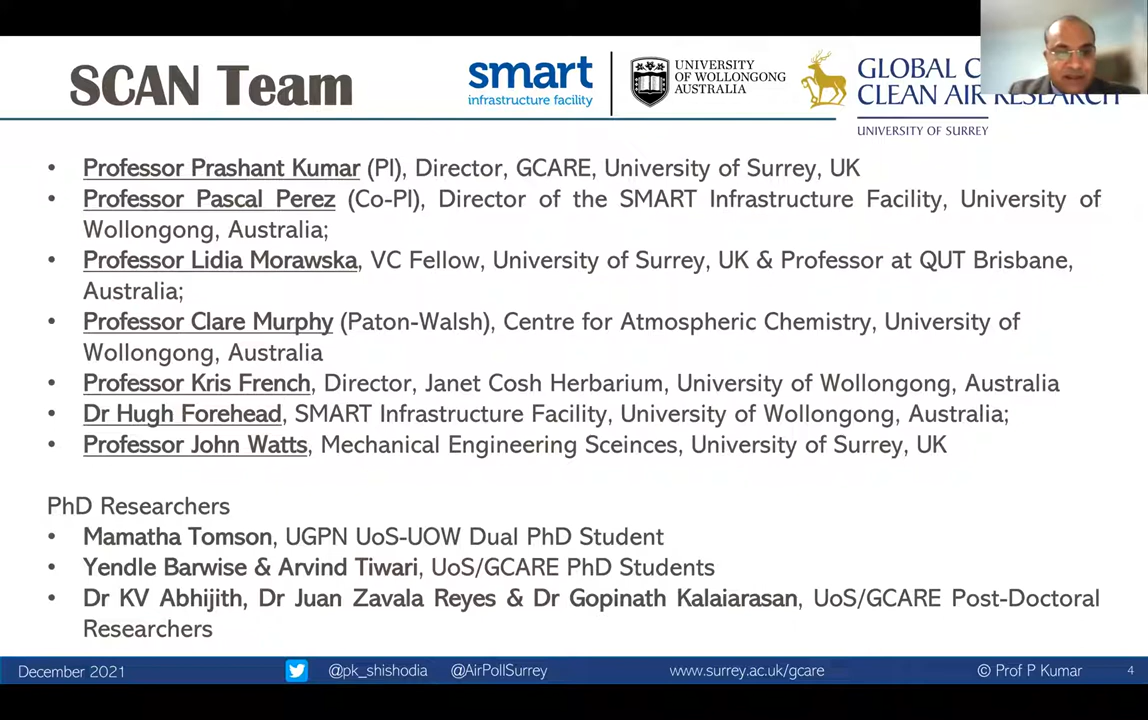 SCAN Team
smart
infrastructure facility
UNIVERSITY
OF WOLLONGONG
AUSTRALIA
GLOBAL C
CLEAN AIR RESEARCH
UNIVERSITY OF SURREY
• Professor Prashant Kumar (PI), Director, GCARE, University of Surrey, UK
• Professor Pascal Perez (Co-PI), Director of the SMART Infrastructure Facility, University of
Wollongong, Australia;
• Professor Lidia Morawska, VC Fellow, University of Surrey, UK & Professor at QUT Brisbane,
Australia;
• Professor Clare Murphy (Paton-Walsh), Centre for Atmospheric Chemistry, University of
Wollongong, Australia
• Professor Kris French, Director, Janet Cosh Herbarium, University of Wollongong, Australia
• Dr Hugh Forehead, SMART Infrastructure Facility, University of Wollongong, Australia;
• Professor John Watts, Mechanical Engineering Sceinces, University of Surrey, UK
PhD Researchers
• Mamatha Tomson, UGPN UoS-UOW Dual PhD Student
• Yendle Barwise & Arvind Tiwari, UoS/GCARE PhD Students
• Dr KV Abhijith, Dr Juan Zavala Reyes & Dr Gopinath Kalaiarasan, UoS/GCARE Post-Doctoral
Researchers
December 2021 @pk_shishodia @AirPollSurrey www.surrey.ac.uk/gcare © Prof P Kumar 4